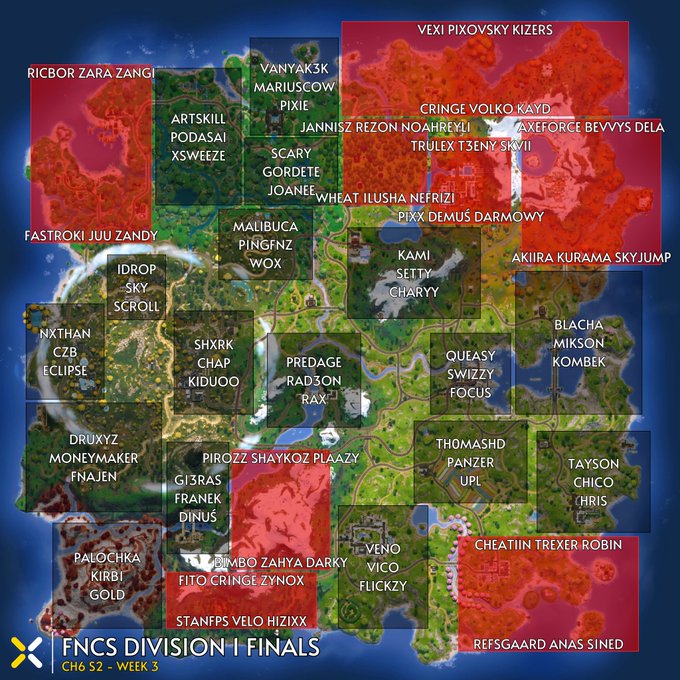 VEXI PIXOVSKY KIZERS
RICBOR ZARA ZANGI
VANYAK3K
MARIUSCOW
PIXIE
ARTSKILL
PODASAI
XSWEEZE
CRINGE VOLKO KAYD
JANNISZ REZON NOAHREYLI
AXEFORCE BEVVYS DELA
TRULEX T3ENY SKVII
SCARY
GORDETE
JOANEE
WHEAT ILUSHA NEFRIZI
PIXX DEMUŚ DARMOWY
FASTROKI JUU ZANDY
MALIBUCA
PINGFNZ
WOX
KAMI
SETTY
CHARYY
AKIIRA KURAMA SKYJUMP
IDROP
SKY
SCROLL
NXTHAN
CZB
ECLIPSE
SHXRK
CHAP
KIDUOO
PREDAGE
RAD3ON
RAX
QUEASY
SWIZZY
FOCUS
BLACHA
MIKSON
KOMBEK
DRUXYZ
MONEYMAKER
FNAJEN
PIROZZ SHAYKOZ PLAAZY
GI3RAS
FRANEK
DINUŚ
TH0MASHD
PANZER
UPL
TAYSON
CHICO
CHRIS
PALOCHKA
KIRBI
GOLD
BIMBO ZAHYA DARKY
FITO CRINGE ZYNOX
VENO
VICO
FLICKZY
CHEATIIN TREXER ROBIN
STANFPS VELO HIZIXX
REFSGAARD ANAS SINED
FNCS DIVISION 1 FINALS
CH6 S2 - WEEK 3